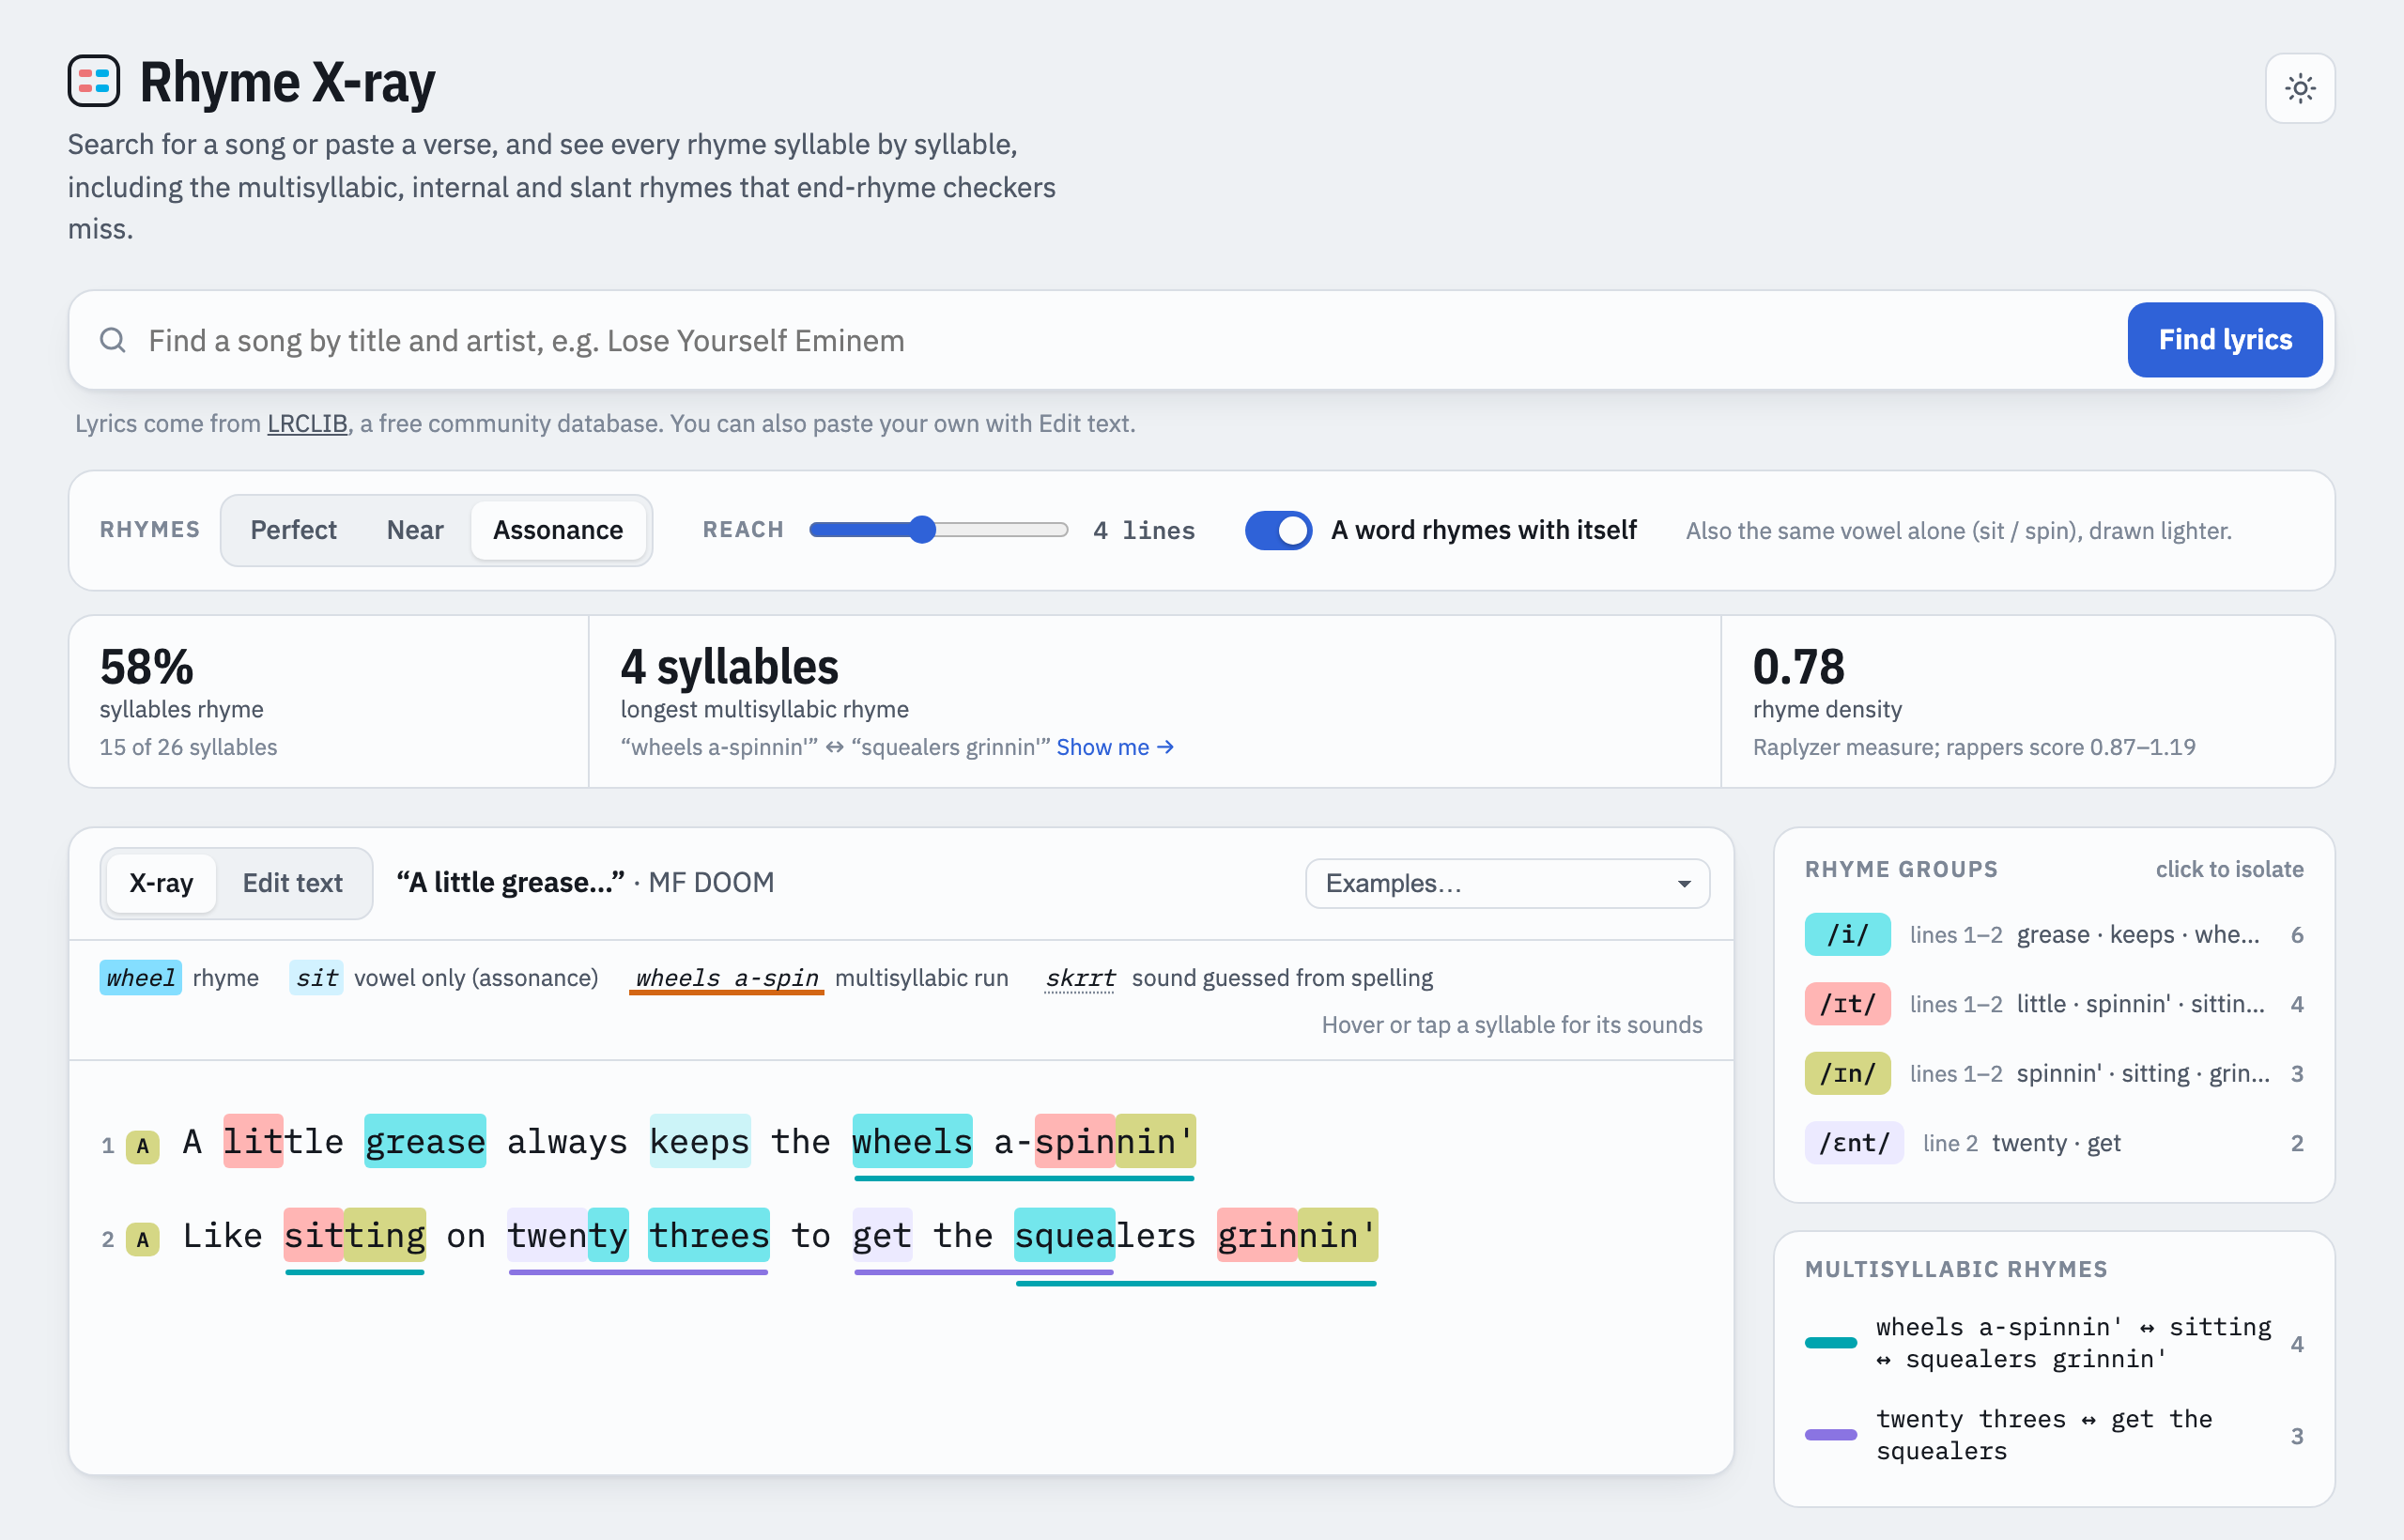 Rhyme X-ray
Search for a song or paste a verse, and see every rhyme syllable by syllable,
including the multisyllabic, internal and slant rhymes that end-rhyme checkers
miss.
Find a song by title and artist, e.g. Lose Yourself Eminem
Find lyrics
Lyrics come from LRCLIB, a free community database. You can also paste your own with Edit text.
RHYMES Perfect Near Assonance REACH 4 lines A word rhymes with itself Also the same vowel alone (sit / spin), drawn lighter.
58%
syllables rhyme
15 of 26 syllables
4 syllables
longest multisyllabic rhyme
“wheels a-spinnin'” ↔ “squealers grinnin'” Show me →
0.78
rhyme density
Raplyzer measure; rappers score 0.87–1.19
X-ray Edit text “A little grease…” · MF DOOM Examples…
wheel rhyme sit vowel only (assonance) wheels a-spin multisyllabic run skrrt sound guessed from spelling
Hover or tap a syllable for its sounds
1 A A little grease always keeps the wheels a-spinnin'
2 A Like sitting on twenty threes to get the squealers grinnin'
RHYME GROUPS click to isolate
/i/ lines 1–2 grease · keeps · whe… 6
/ɪt/ lines 1–2 little · spinnin' · sittin… 4
/ɪn/ lines 1–2 spinnin' · sitting · grin… 3
/ɛnt/ line 2 twenty · get 2
MULTISYLLABIC RHYMES
wheels a-spinnin' ↔ sitting
↔ squealers grinnin' 4
twenty threes ↔ get the
squealers 3